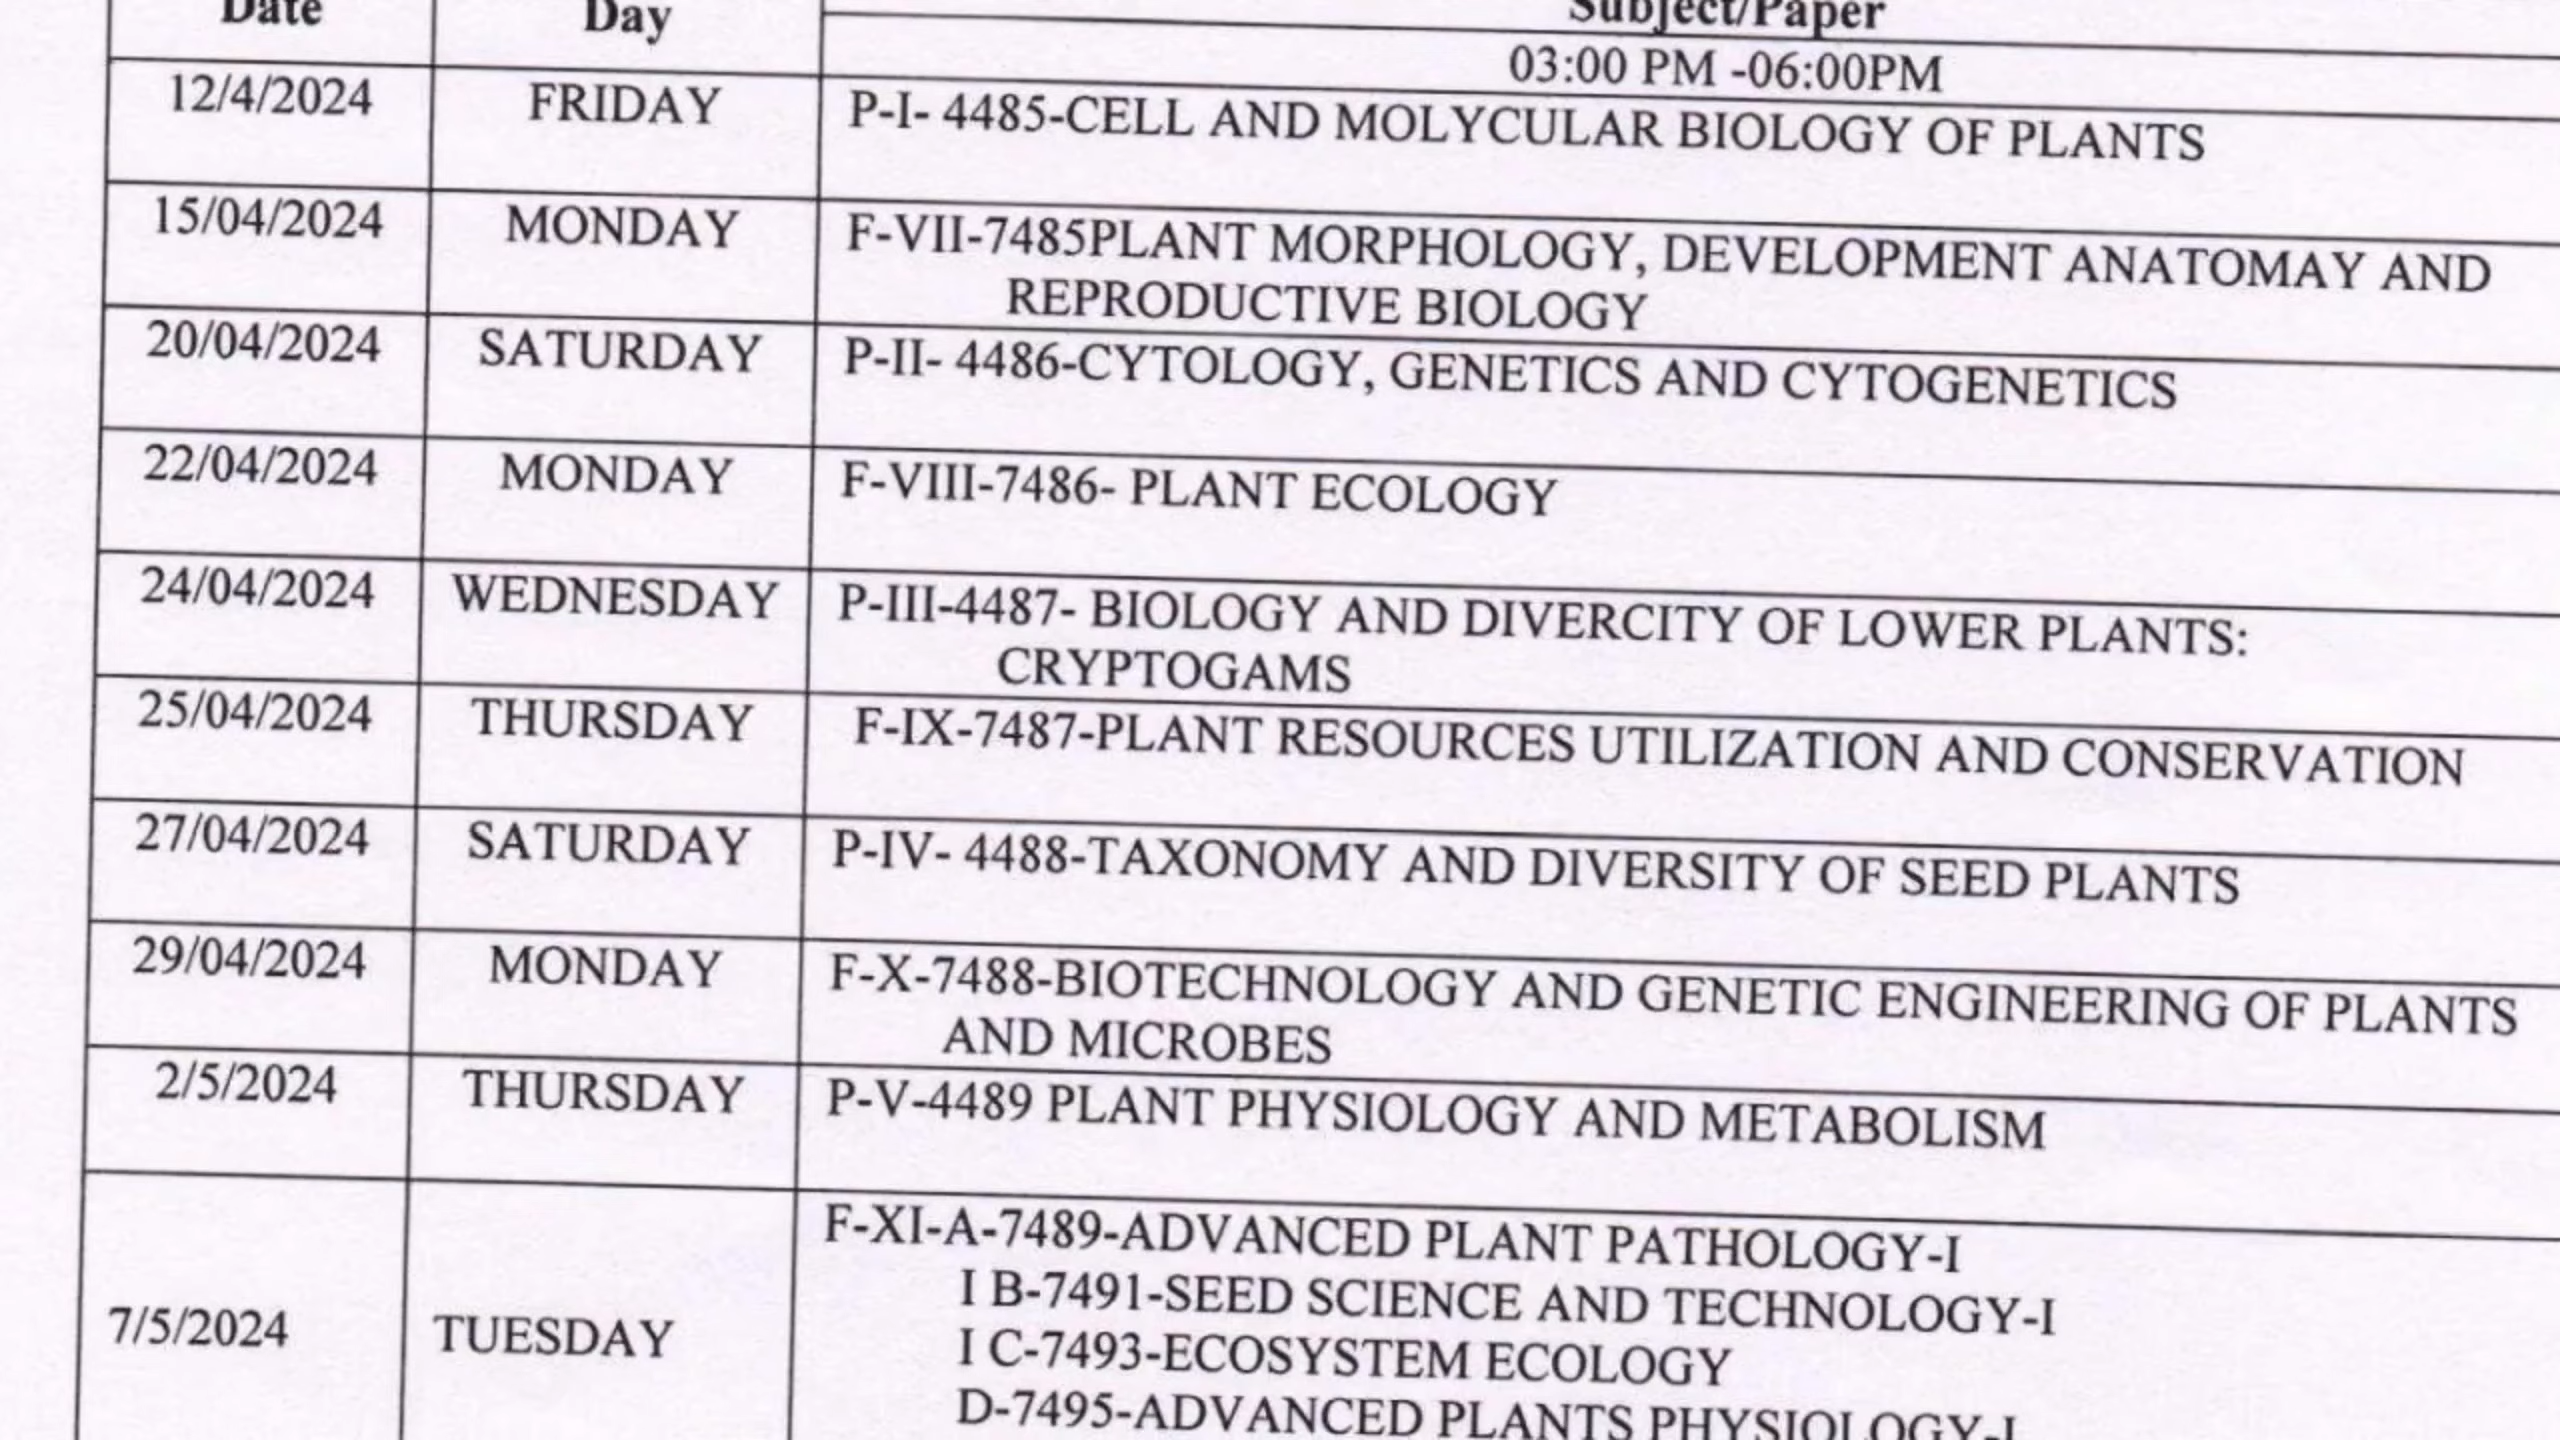 Date Day Subject/Paper
03:00 PM -06:00PM
12/4/2024 FRIDAY P-I- 4485-CELL AND MOLYCULAR BIOLOGY OF PLANTS
15/04/2024 MONDAY F-VII-7485PLANT MORPHOLOGY, DEVELOPMENT ANATOMAY AND
REPRODUCTIVE BIOLOGY
20/04/2024 SATURDAY P-II- 4486-CYTOLOGY, GENETICS AND CYTOGENETICS
22/04/2024 MONDAY F-VIII-7486- PLANT ECOLOGY
24/04/2024 WEDNESDAY P-III-4487- BIOLOGY AND DIVERCITY OF LOWER PLANTS:
CRYPTOGAMS
25/04/2024 THURSDAY F-IX-7487-PLANT RESOURCES UTILIZATION AND CONSERVATION
27/04/2024 SATURDAY P-IV- 4488-TAXONOMY AND DIVERSITY OF SEED PLANTS
29/04/2024 MONDAY F-X-7488-BIOTECHNOLOGY AND GENETIC ENGINEERING OF PLANTS
AND MICROBES
2/5/2024 THURSDAY P-V-4489 PLANT PHYSIOLOGY AND METABOLISM
F-XI-A-7489-ADVANCED PLANT PATHOLOGY-I
I B-7491-SEED SCIENCE AND TECHNOLOGY-I
7/5/2024 TUESDAY I C-7493-ECOSYSTEM ECOLOGY
D-7495-ADVANCED PLANTS PHYSIOLOGY-I